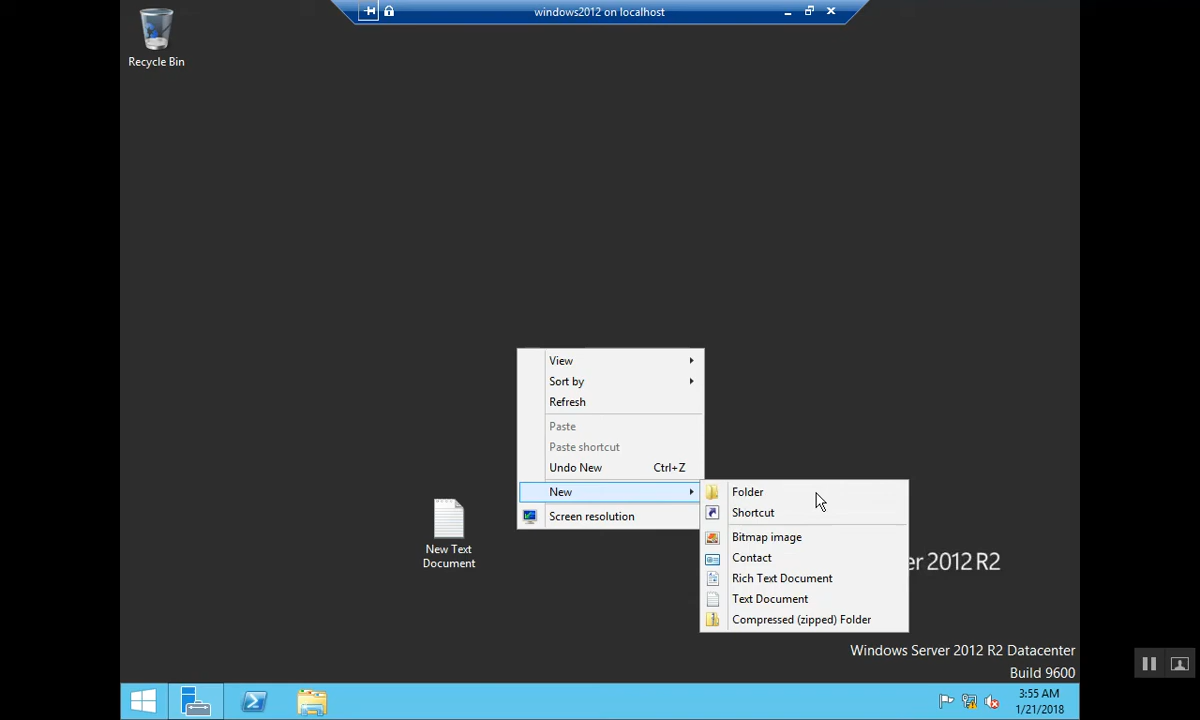 windows2012 on localhost
Recycle Bin
View
Sort by
Refresh
Paste
Paste shortcut
Undo New Ctrl+Z
New
Screen resolution
Folder
Shortcut
Bitmap image
Contact
Rich Text Document
Text Document
Compressed (zipped) Folder
New Text
Document
er 2012 R2
Windows Server 2012 R2 Datacenter
Build 9600
3:55 AM
1/21/2018